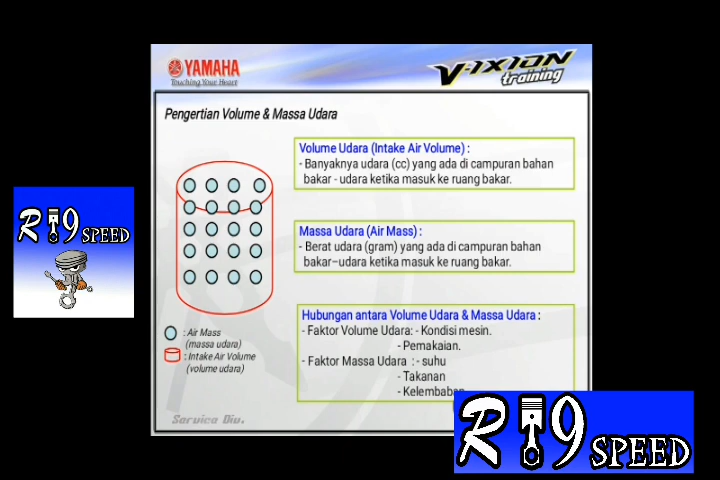 YAMAHA
Touching Your Heart
V-IXION
training
Pengertian Volume & Massa Udara
Volume Udara (Intake Air Volume) :
- Banyaknya udara (cc) yang ada di campuran bahan
bakar - udara ketika masuk ke ruang bakar.
Massa Udara (Air Mass) :
- Berat udara (gram) yang ada di campuran bahan
bakar–udara ketika masuk ke ruang bakar.
Hubungan antara Volume Udara & Massa Udara :
- Faktor Volume Udara: - Kondisi mesin.
- Pemakaian.
- Faktor Massa Udara : - suhu
- Takanan
- Kelembaban
: Air Mass
(massa udara)
: Intake Air Volume
(volume udara)
Service Div.
R 19 SPEED
R 19 SPEED